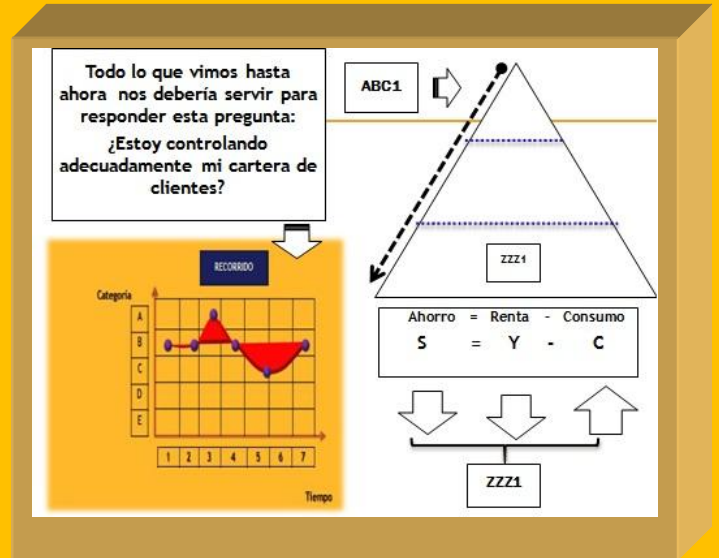 Todo lo que vimos hasta
ahora nos debería servir para
responder esta pregunta:
¿Estoy controlando
adecuadamente mi cartera de
clientes?
ABC1
ZZZ1
RECORRIDO
Categoría
A
B
C
D
E
1 2 3 4 5 6 7
Tiempo
Ahorro = Renta - Consumo
S = Y - C
ZZZ1